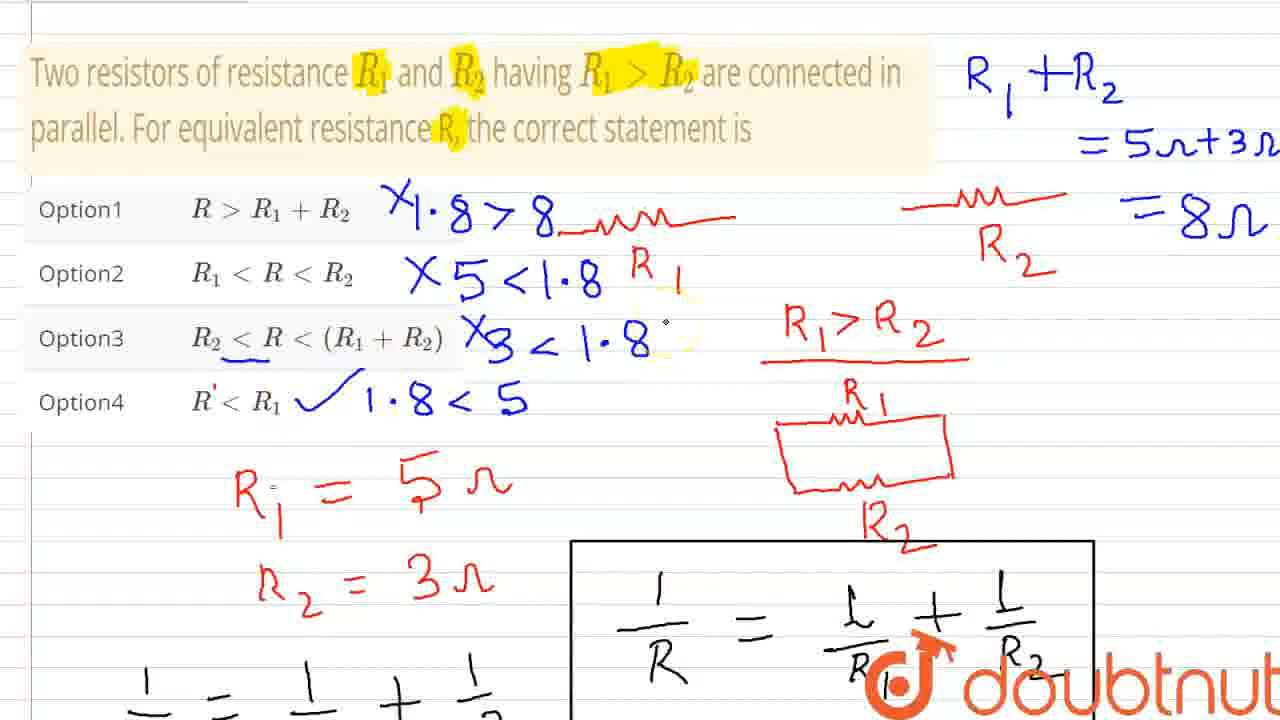 Two resistors of resistance R₁ and R₂ having R₁ > R₂ are connected in
parallel. For equivalent resistance R, the correct statement is
R₁ + R₂
= 5Ω + 3Ω
= 8Ω
Option1 R > R₁ + R₂ × 1.8 > 8
R₁
R₂
Option2 R₁ < R < R₂ × 5 < 1.8
Option3 R₂ < R < (R₁ + R₂) × 3 < 1.8
R₁ > R₂
Option4 R < R₁ ✓ 1.8 < 5
R₁
R₂
R₁ = 5 Ω
R₂ = 3 Ω
1/R = 1/R₁ + 1/R₂
doubtnut